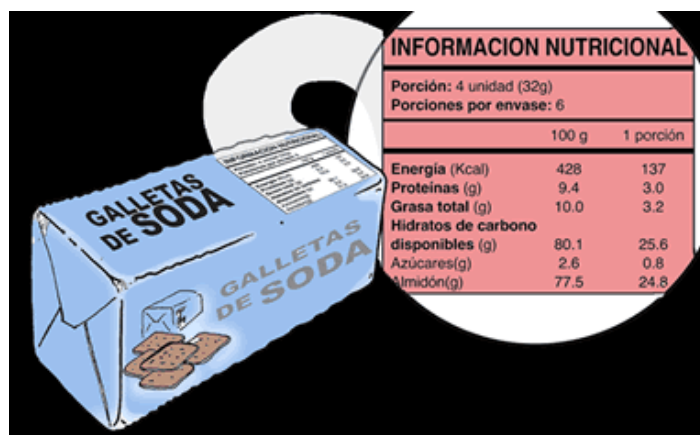 INFORMACION NUTRICIONAL
Porción: 4 unidad (32g)
Porciones por envase: 6
100 g 1 porción
Energía (Kcal) 428 137
Proteínas (g) 9.4 3.0
Grasa total (g) 10.0 3.2
Hidratos de carbono
disponibles (g) 80.1 25.6
Azúcares(g) 2.6 0.8
Almidón(g) 77.5 24.8
INFORMACION NUTRICIONAL
GALLETAS
DE SODA
GALLETAS
DE SODA